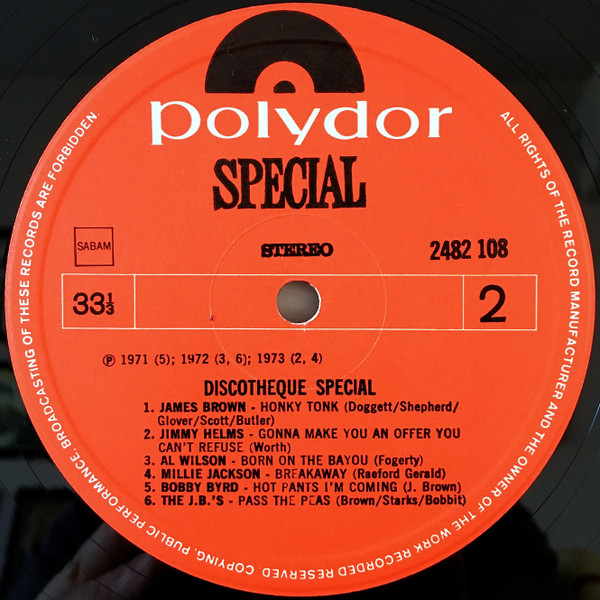 polydor
SPECIAL
SABAM
STEREO
2482 108
33⅓
2
℗ 1971 (5); 1972 (3, 6); 1973 (2, 4)
DISCOTHEQUE SPECIAL
1. JAMES BROWN - HONKY TONK (Doggett/Shepherd/
Glover/Scott/Butler)
2. JIMMY HELMS - GONNA MAKE YOU AN OFFER YOU
CAN'T REFUSE (Worth)
3. AL WILSON - BORN ON THE BAYOU (Fogerty)
4. MILLIE JACKSON - BREAKAWAY (Raeford Gerald)
5. BOBBY BYRD - HOT PANTS I'M COMING (J. Brown)
6. THE J.B.'S - PASS THE PEAS (Brown/Starks/Bobbit)
ALL RIGHTS OF THE RECORD MANUFACTURER AND THE OWNER OF THE WORK RECORDED RESERVED. COPYING, PUBLIC PERFORMANCE, BROADCASTING OF THESE RECORDS ARE FORBIDDEN.